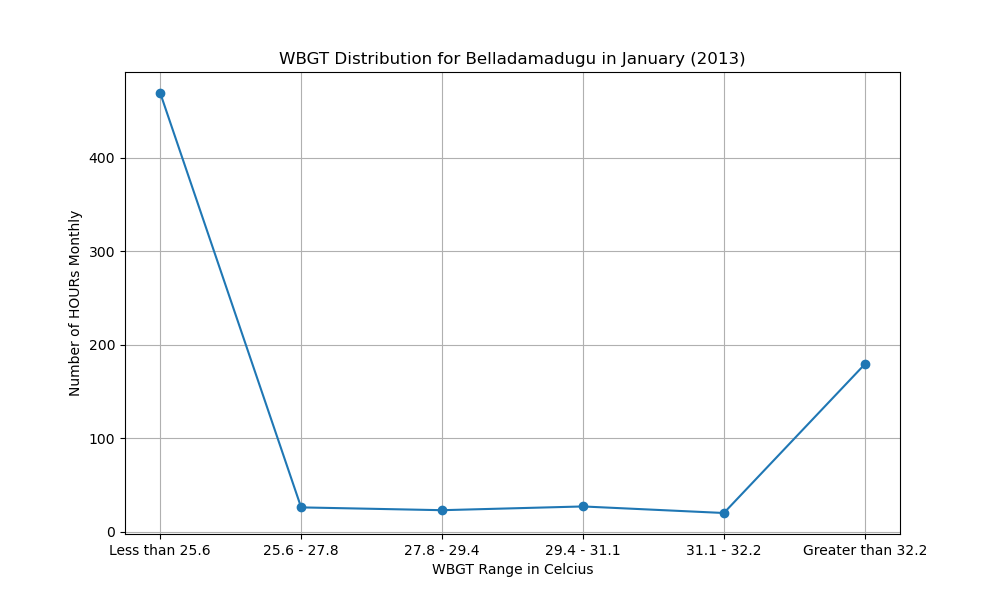 WBGT Distribution for Belladamadugu in January (2013)
Number of HOURs Monthly
400
300
200
100
0
Less than 25.6 25.6 - 27.8 27.8 - 29.4 29.4 - 31.1 31.1 - 32.2 Greater than 32.2
WBGT Range in Celcius